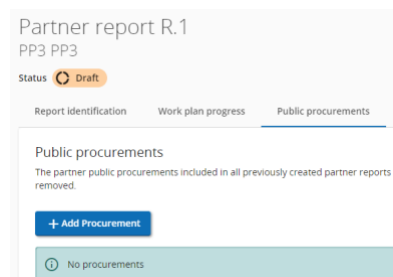 Partner report R.1
PP3 PP3
Status Draft
Report identification Work plan progress Public procurements
Public procurements
The partner public procurements included in all previously created partner reports
removed.
+ Add Procurement
No procurements